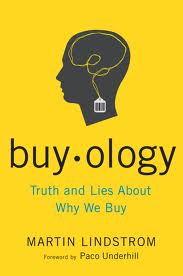 buy•ology
Truth and Lies About
Why We Buy
MARTIN LINDSTROM
Foreword by Paco Underhill